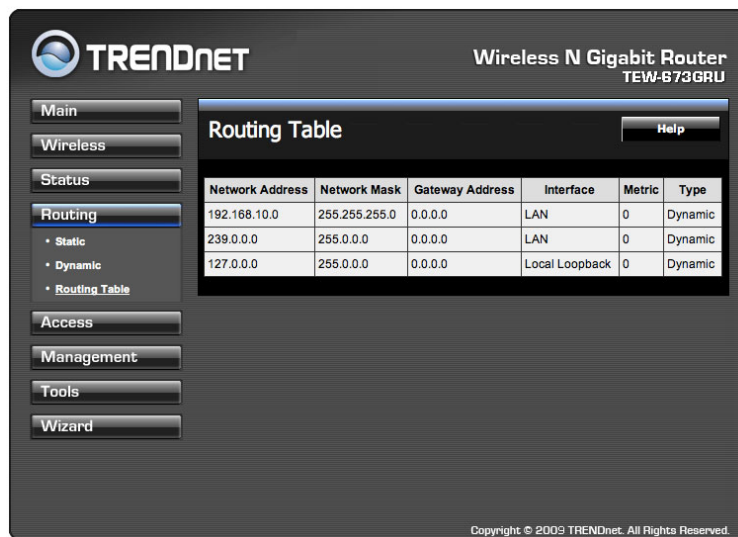 TRENDNET
Wireless N Gigabit Router
TEW-673GRU
Main
Wireless
Status
Routing
• Static
• Dynamic
• Routing Table
Access
Management
Tools
Wizard
Routing Table
Help
Network Address Network Mask Gateway Address Interface Metric Type
192.168.10.0 255.255.255.0 0.0.0.0 LAN 0 Dynamic
239.0.0.0 255.0.0.0 0.0.0.0 LAN 0 Dynamic
127.0.0.0 255.0.0.0 0.0.0.0 Local Loopback 0 Dynamic
Copyright © 2009 TRENDnet. All Rights Reserved.